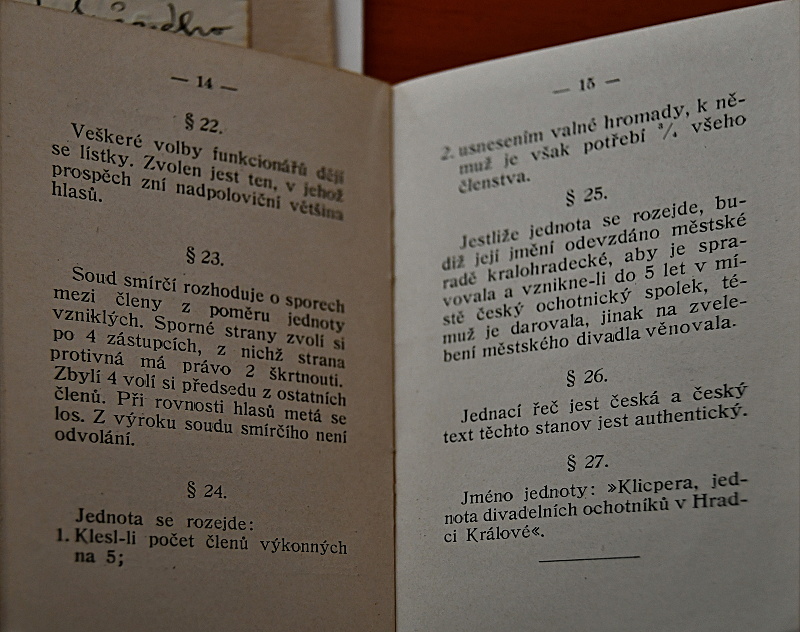 — 14 —
§ 22.
Veškeré volby funkcionářů dějí
se lístky. Zvolen jest ten, v jehož
prospěch zní nadpoloviční většina
hlasů.
§ 23.
Soud smírčí rozhoduje o sporech
mezi členy z poměru jednoty
vzniklých. Sporné strany zvolí si
po 4 zástupcích, z nichž strana
protivná má právo 2 škrtnouti.
Zbylí 4 volí si předsedu z ostatních
členů. Při rovnosti hlasů metá se
los. Z výroku soudu smírčího není
odvolání.
§ 24.
Jednota se rozejde:
1. Klesl-li počet členů výkonných
na 5;
— 15 —
2. usnesením valné hromady, k ně-
muž je však potřebí ³/₄ všeho
členstva.
§ 25.
Jestliže jednota se rozejde, bu-
diž její jmění odevzdáno městské
radě kralohradecké, aby je spra-
vovala a vznikne-li do 5 let v mí-
stě český ochotnický spolek, té-
muž je darovala, jinak na zvele-
bení městského divadla věnovala.
§ 26.
Jednací řeč jest česká a český
text těchto stanov jest authentický.
§ 27.
Jméno jednoty: »Klicpera, jed-
nota divadelních ochotníků v Hrad-
ci Králové«.